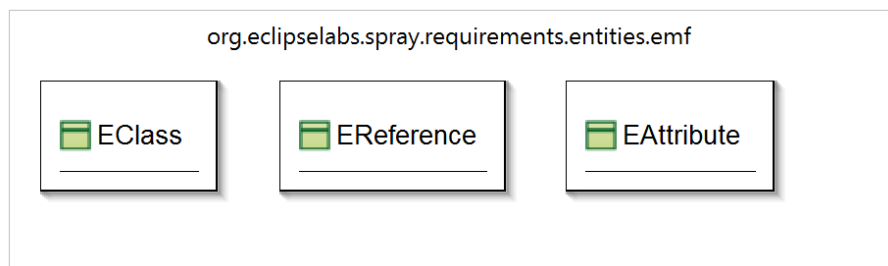 org.eclipselabs.spray.requirements.entities.emf
EClass
EReference
EAttribute